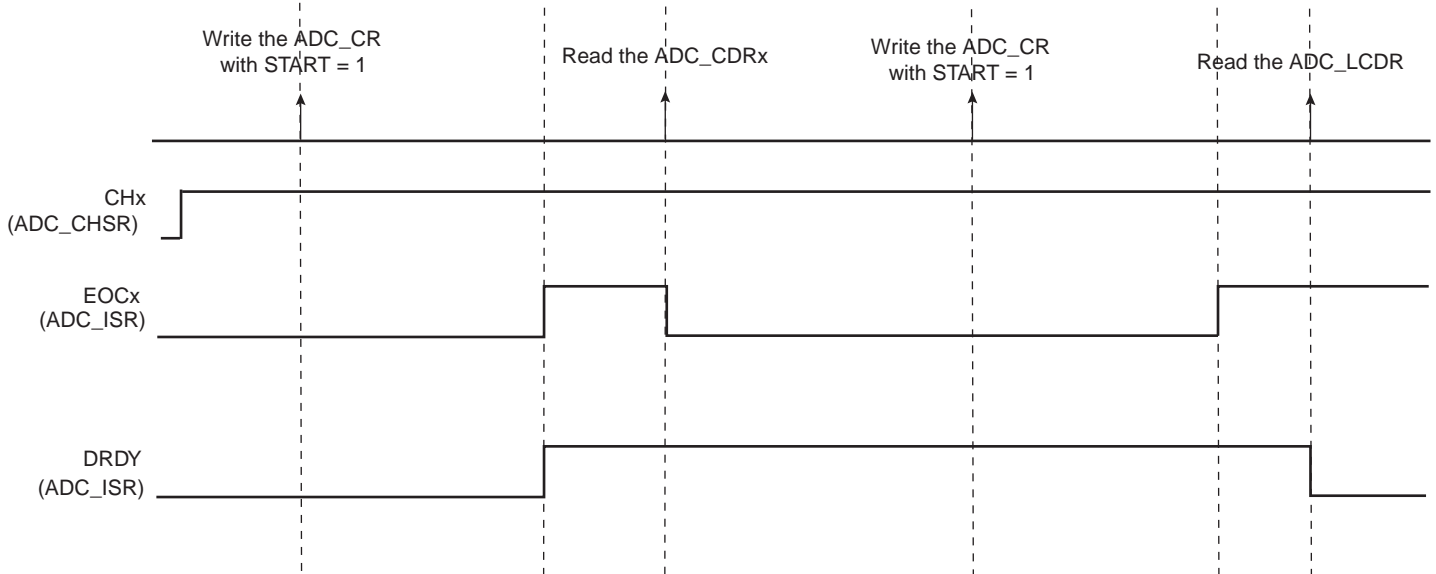 Write the ADC_CR
with START = 1
Read the ADC_CDRx
Write the ADC_CR
with START = 1
Read the ADC_LCDR
CHx
(ADC_CHSR)
EOCx
(ADC_ISR)
DRDY
(ADC_ISR)